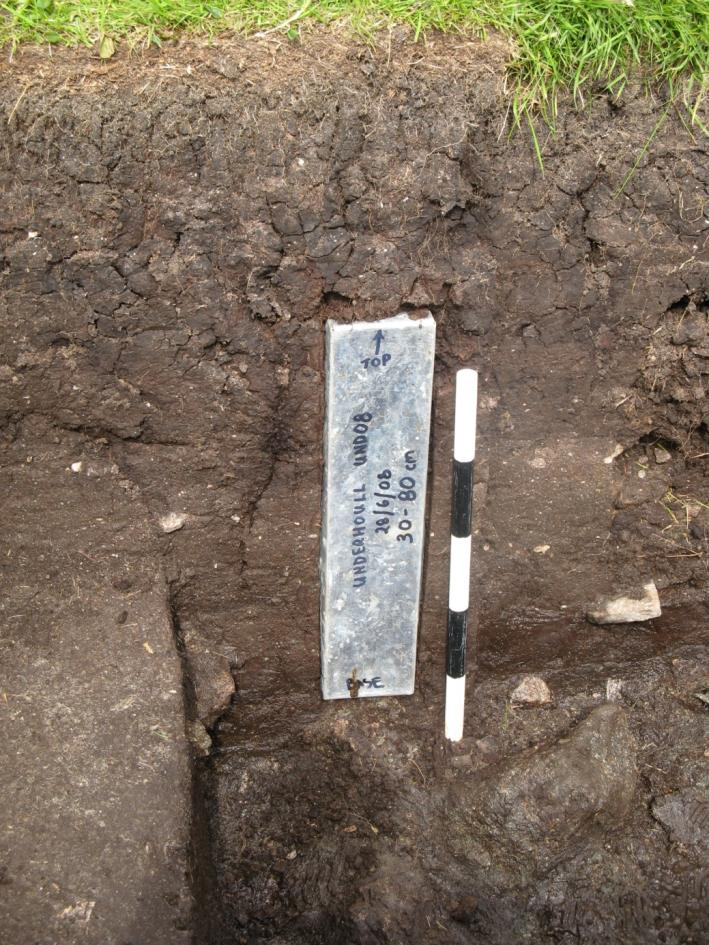 ↑
TOP
UNDERHOULL UND08
28/6/08
30-80 cm
BASE